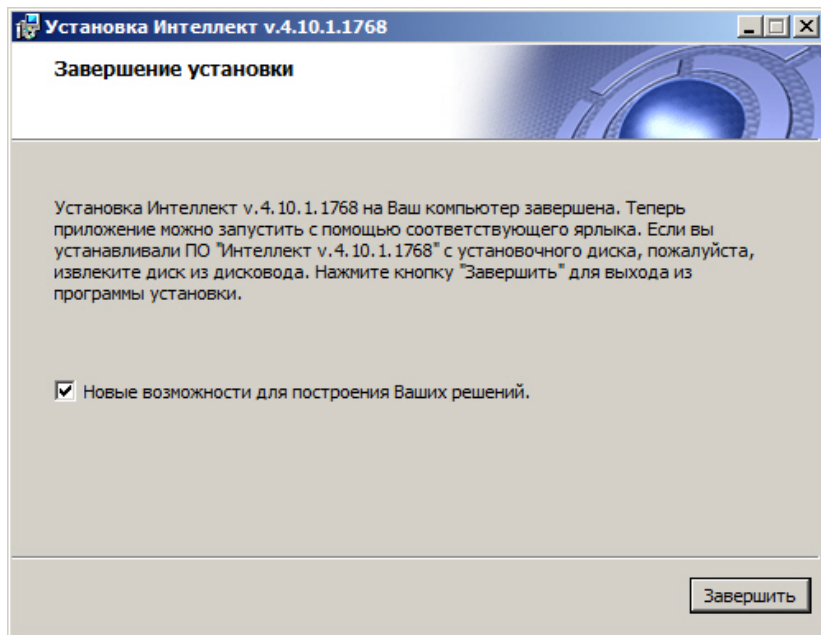 Установка Интеллект v.4.10.1.1768
Завершение установки
Установка Интеллект v.4.10.1.1768 на Ваш компьютер завершена. Теперь
приложение можно запустить с помощью соответствующего ярлыка. Если вы
устанавливали ПО "Интеллект v.4.10.1.1768" с установочного диска, пожалуйста,
извлеките диск из дисковода. Нажмите кнопку "Завершить" для выхода из
программы установки.
Новые возможности для построения Ваших решений.
Завершить